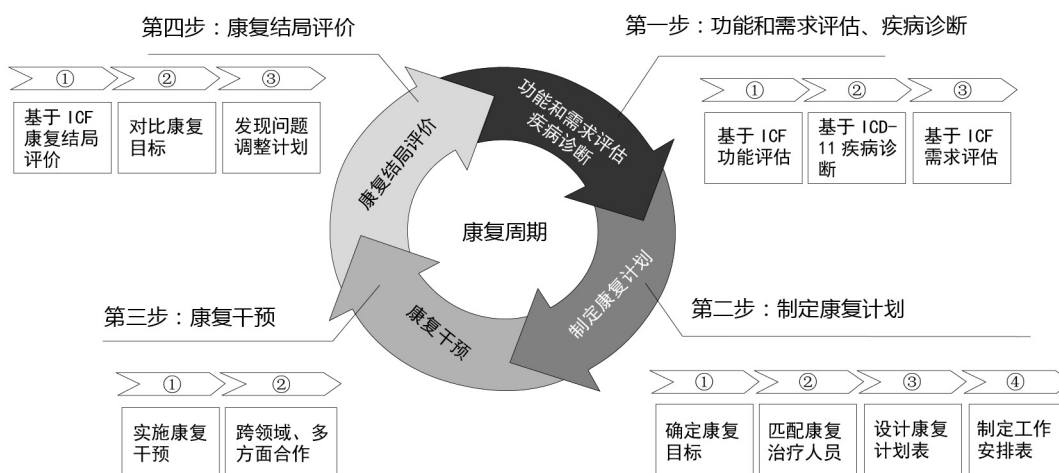 第四步：康复结局评价
①
②
③
基于 ICF
康复结局
评价
对比康复
目标
发现问题
调整计划
第一步：功能和需求评估、疾病诊断
①
②
③
基于 ICF
功能评估
基于 ICD-
11 疾病诊
断
基于 ICF
需求评估
功能和需求评估
疾病诊断
康复结局评价
康复周期
制定康复计划
康复干预
第三步：康复干预
①
②
实施康复
干预
跨领域、多
方面合作
第二步：制定康复计划
①
②
③
④
确定康复
目标
匹配康复
治疗人员
设计康复
计划表
制定工作
安排表